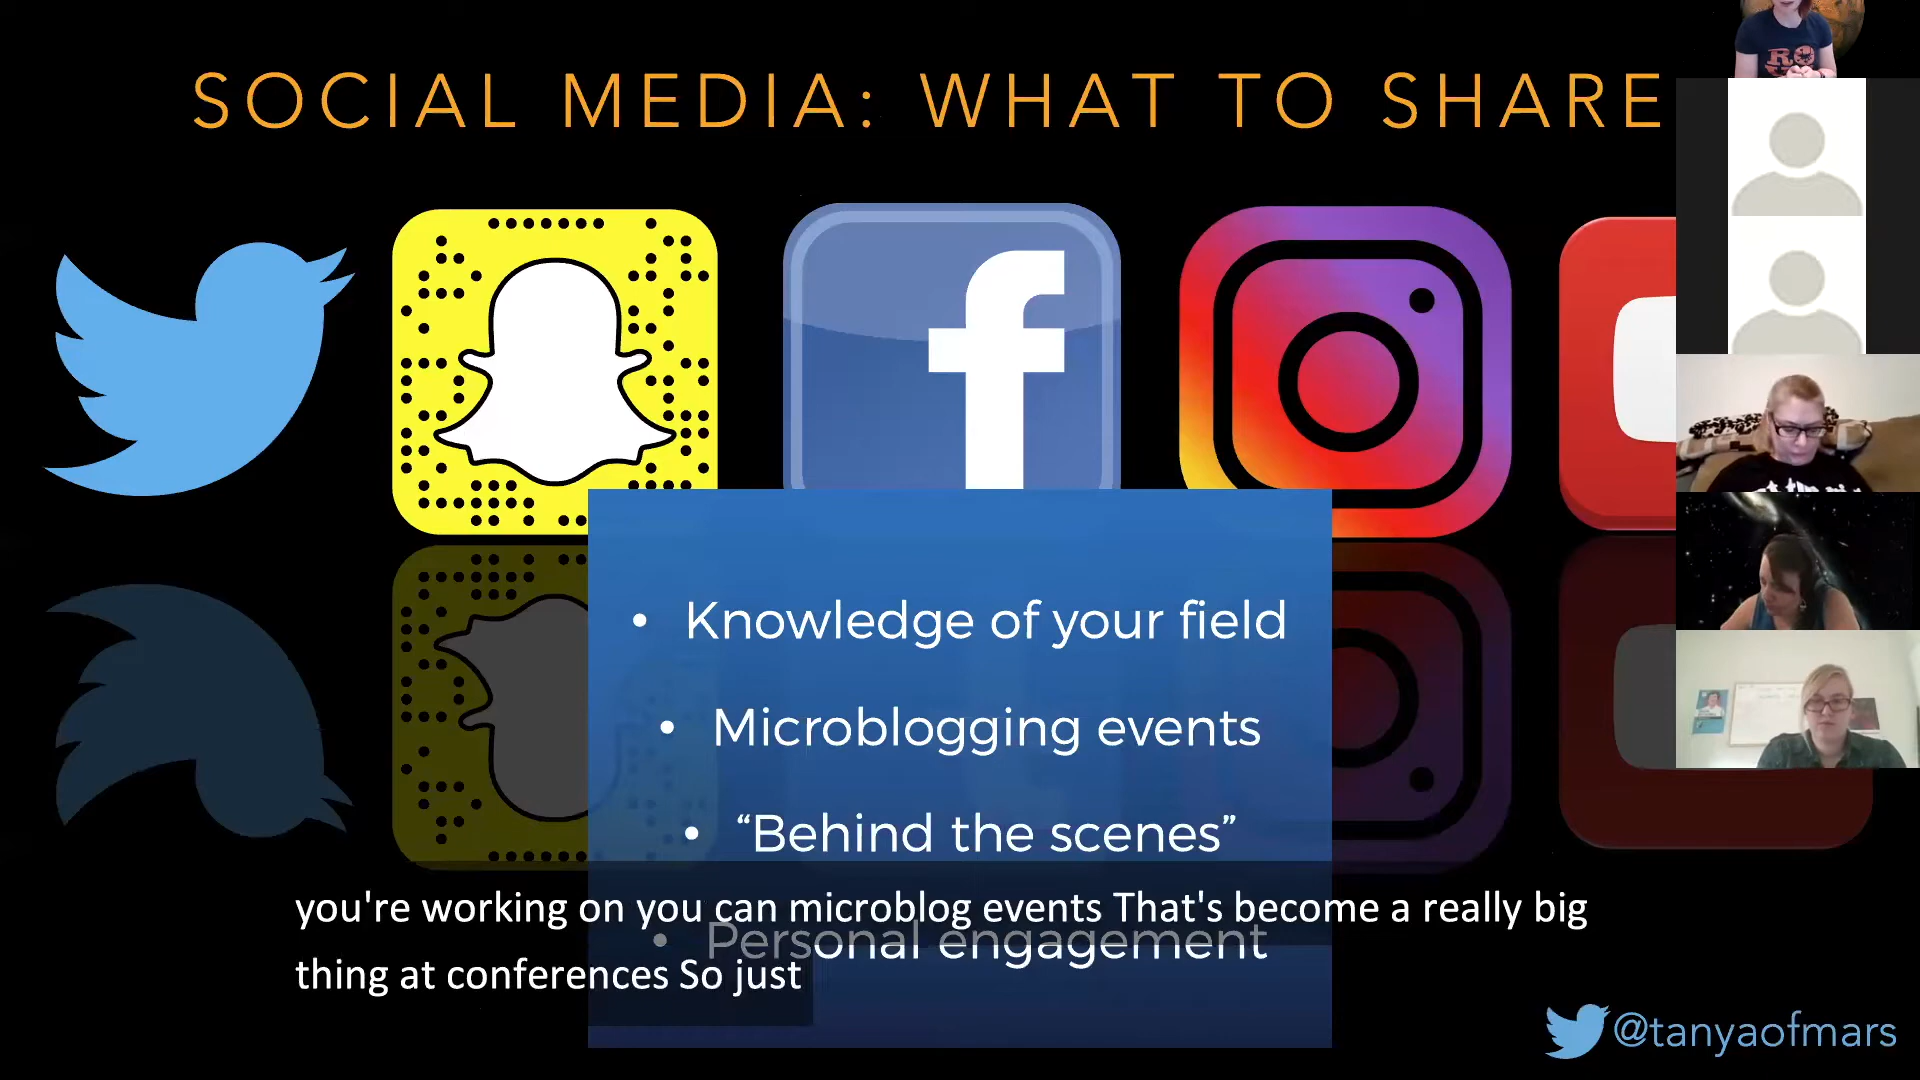 SOCIAL MEDIA: WHAT TO SHARE
• Knowledge of your field
• Microblogging events
• “Behind the scenes”
• Personal engagement
you're working on you can microblog events That's become a really big
thing at conferences So just
@tanyaofmars